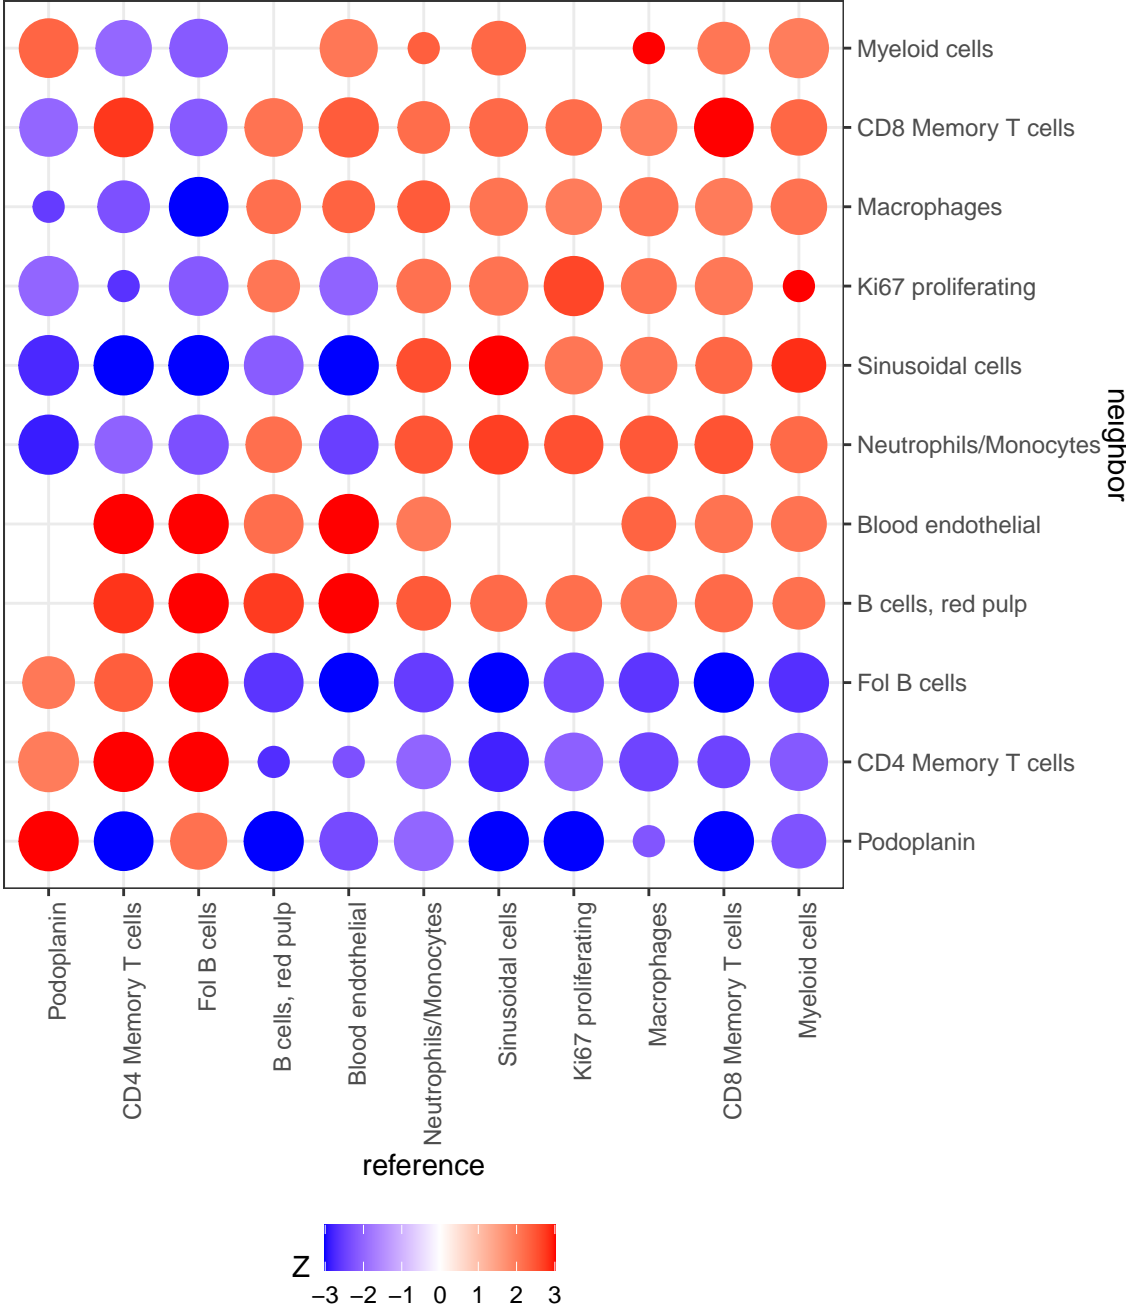 Myeloid cells
CD8 Memory T cells
Macrophages
Ki67 proliferating
Sinusoidal cells
Neutrophils/Monocytes
Blood endothelial
B cells, red pulp
Fol B cells
CD4 Memory T cells
Podoplanin
neighbor
Podoplanin
CD4 Memory T cells
Fol B cells
B cells, red pulp
Blood endothelial
Neutrophils/Monocytes
Sinusoidal cells
Ki67 proliferating
Macrophages
CD8 Memory T cells
Myeloid cells
reference
Z
−3 −2 −1 0 1 2 3